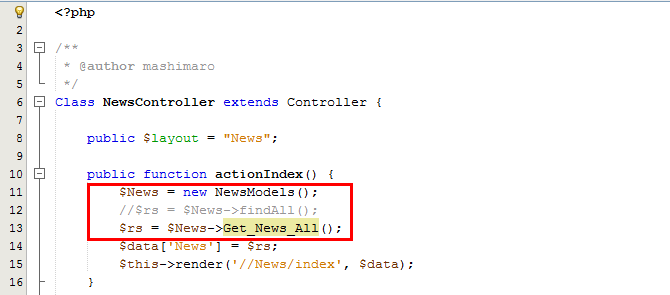 1 <?php
2
3 /**
4 * @author mashimaro
5 */
6 Class NewsController extends Controller {
7
8 public $layout = "News";
9
10 public function actionIndex() {
11 $News = new NewsModels();
12 //$rs = $News->findAll();
13 $rs = $News->Get_News_All();
14 $data['News'] = $rs;
15 $this->render('//News/index', $data);
16 }